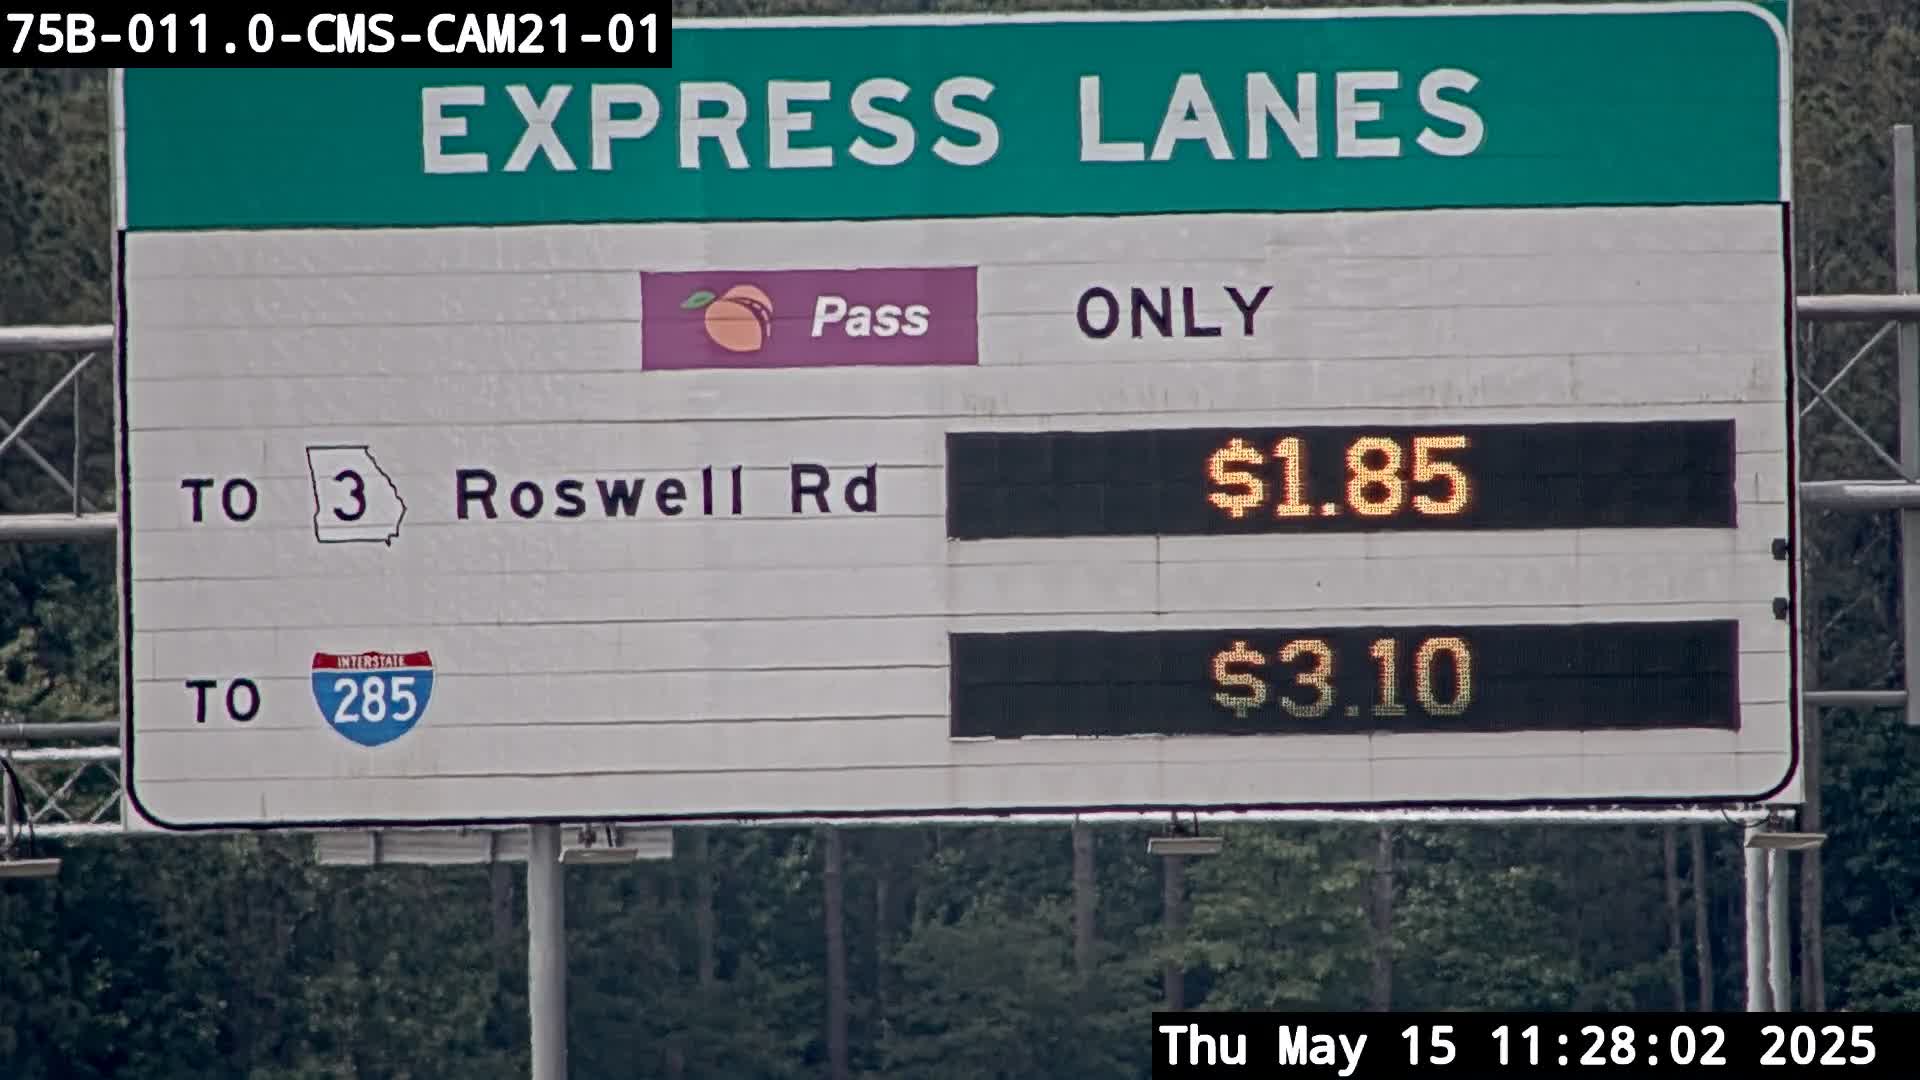 75B-011.0-CMS-CAM21-01
EXPRESS LANES
Pass ONLY
TO 3 Roswell Rd $1.85
TO INTERSTATE 285 $3.10
Thu May 15 11:28:02 2025